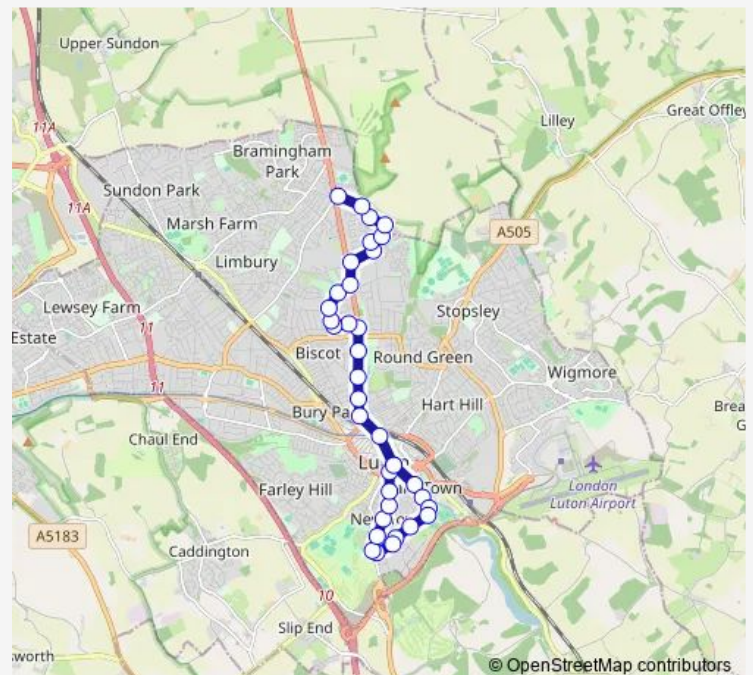 Upper Sundon
Great Offley
Lilley
11A
Bramingham
Park
Sundon Park
11A
Marsh Farm
A505
Limbury
Lewsey Farm
Stopsley
11
Estate
Biscot
Round Green
Wigmore
11
Bury Pa
Hart Hill
Brea
G
Chaul End
Lu
Town
London
Luton Airport
Farley Hill
New
A5183
Caddington
10
Slip End
sworth
© OpenStreetMap contributors